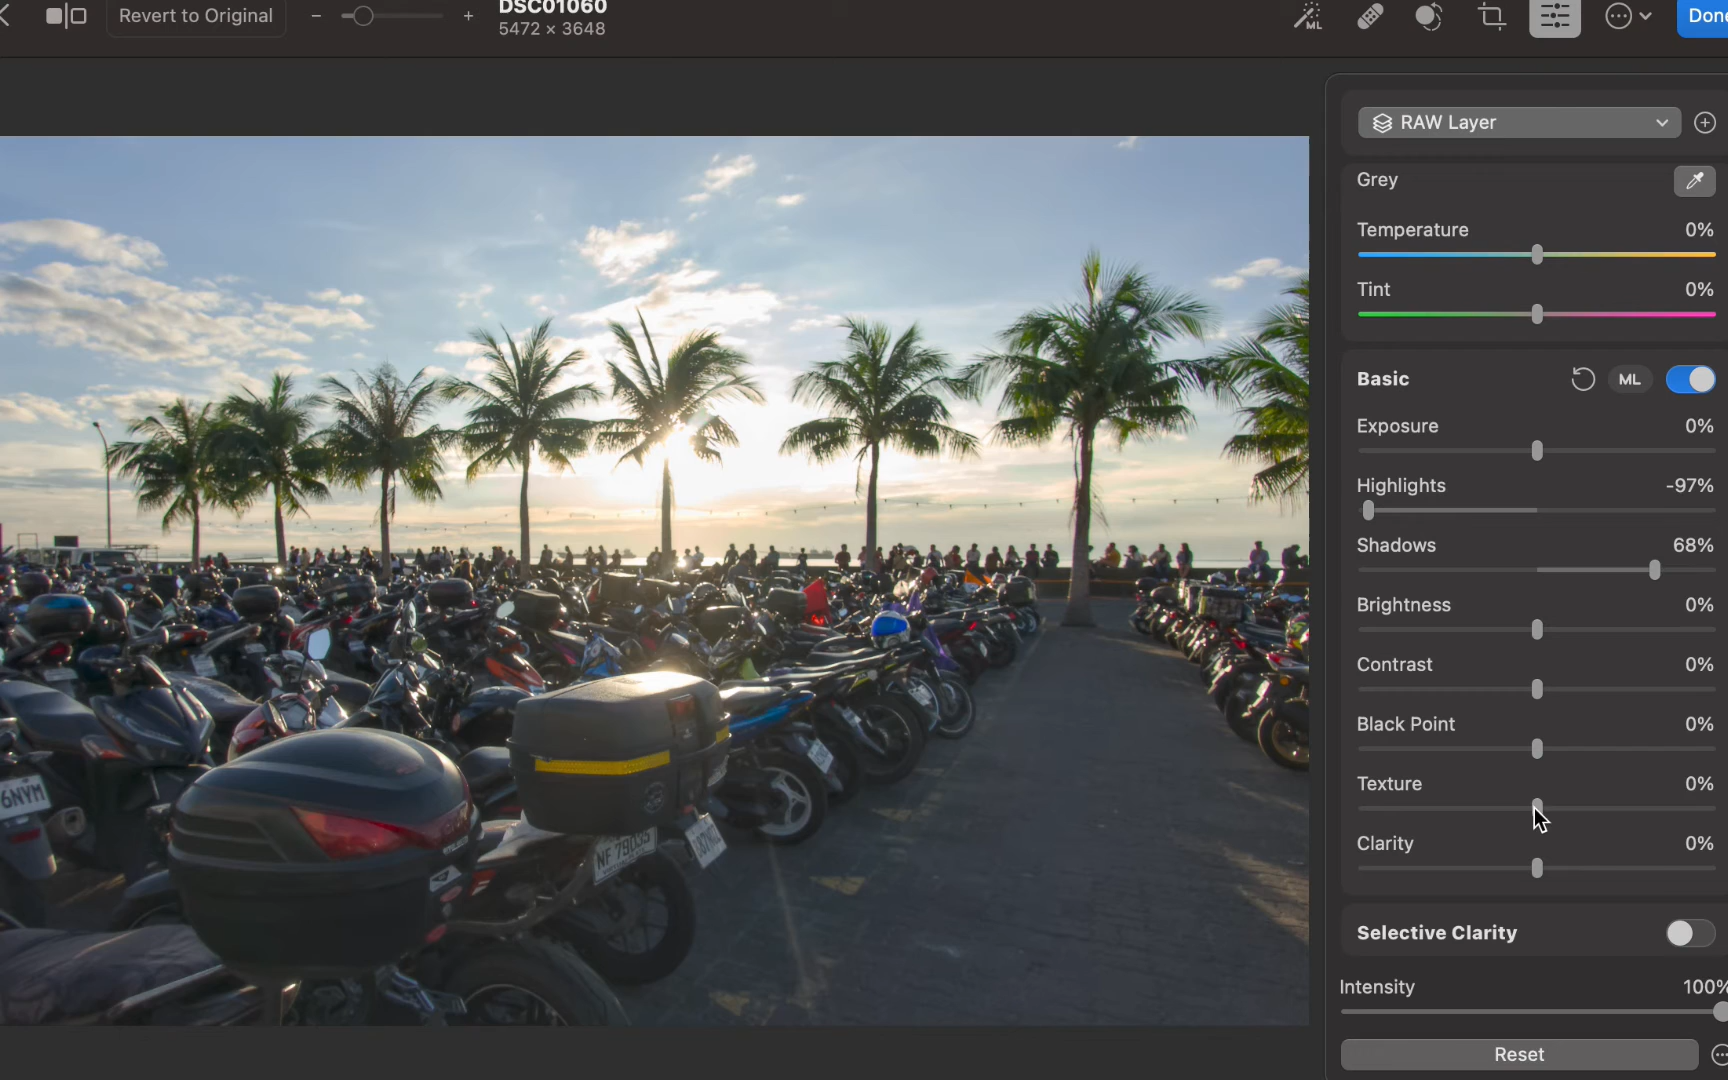 Revert to Original
DSC01060
5472 × 3648
ML
Done
RAW Layer
Grey
Temperature 0%
Tint 0%
Basic ML
Exposure 0%
Highlights -97%
Shadows 68%
Brightness 0%
Contrast 0%
Black Point 0%
Texture 0%
Clarity 0%
Selective Clarity
Intensity 100%
Reset
6NYM
NF 79035